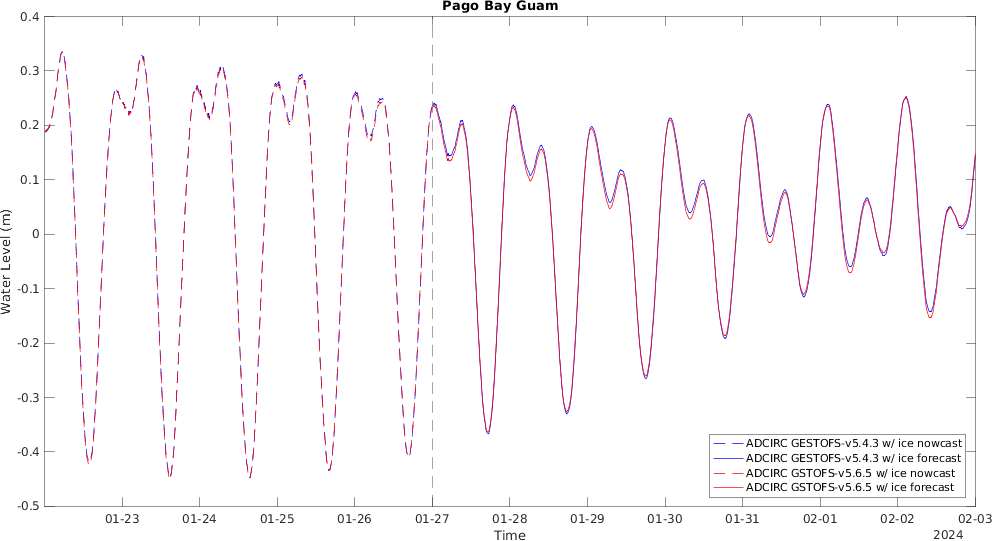 Pago Bay Guam
Water Level (m)
0.4
0.3
0.2
0.1
0
-0.1
-0.2
-0.3
-0.4
-0.5
01-23 01-24 01-25 01-26 01-27 01-28 01-29 01-30 01-31 02-01 02-02 02-03
Time
2024
ADCIRC GESTOFS-v5.4.3 w/ ice nowcast
ADCIRC GESTOFS-v5.4.3 w/ ice forecast
ADCIRC GSTOFS-v5.6.5 w/ ice nowcast
ADCIRC GSTOFS-v5.6.5 w/ ice forecast